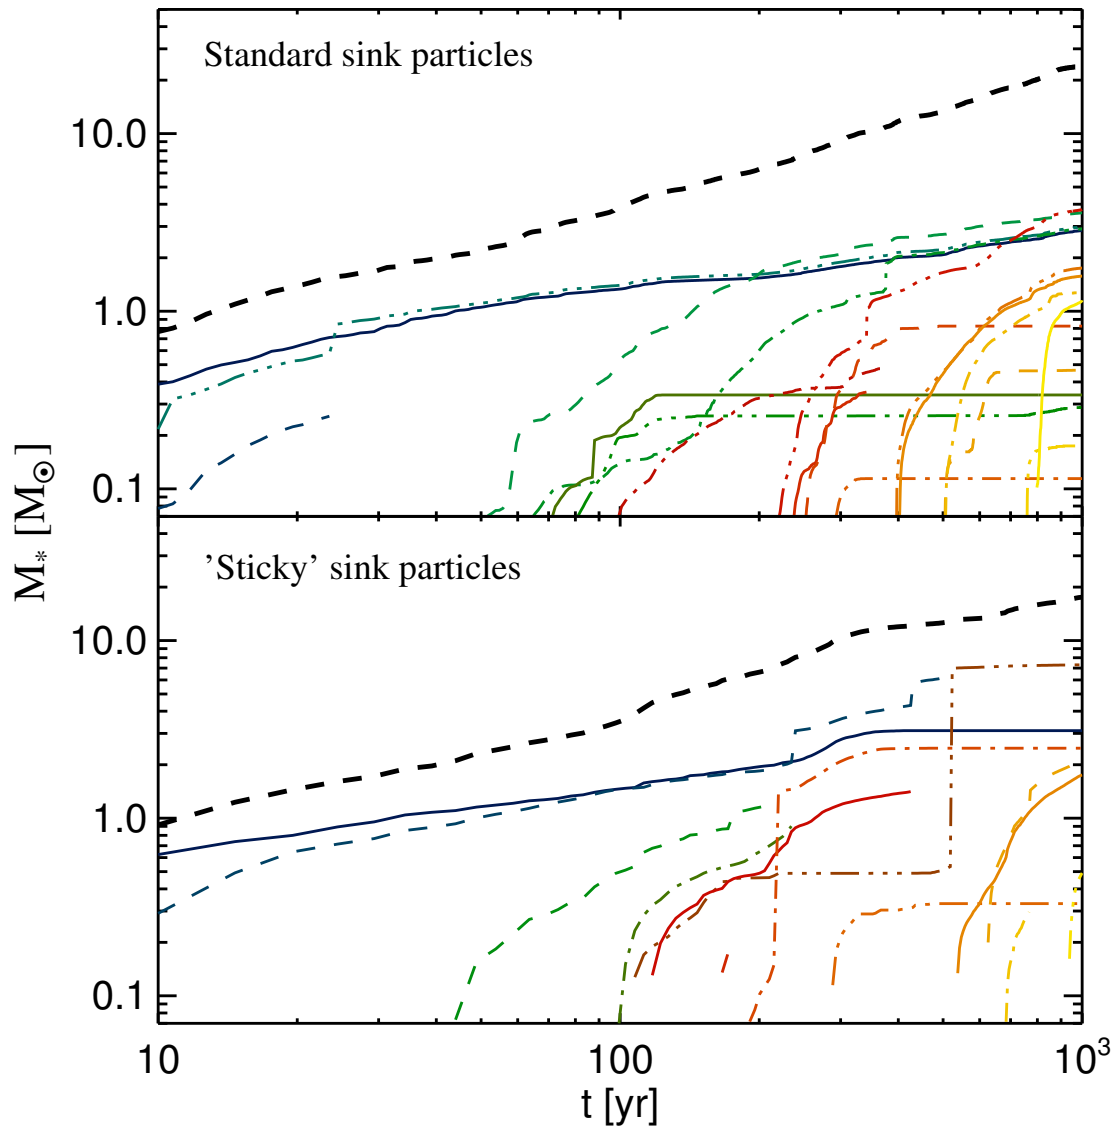 Standard sink particles
10.0
1.0
0.1
M* [M⊙]
’Sticky’ sink particles
10.0
1.0
0.1
10 100 10³
t [yr]